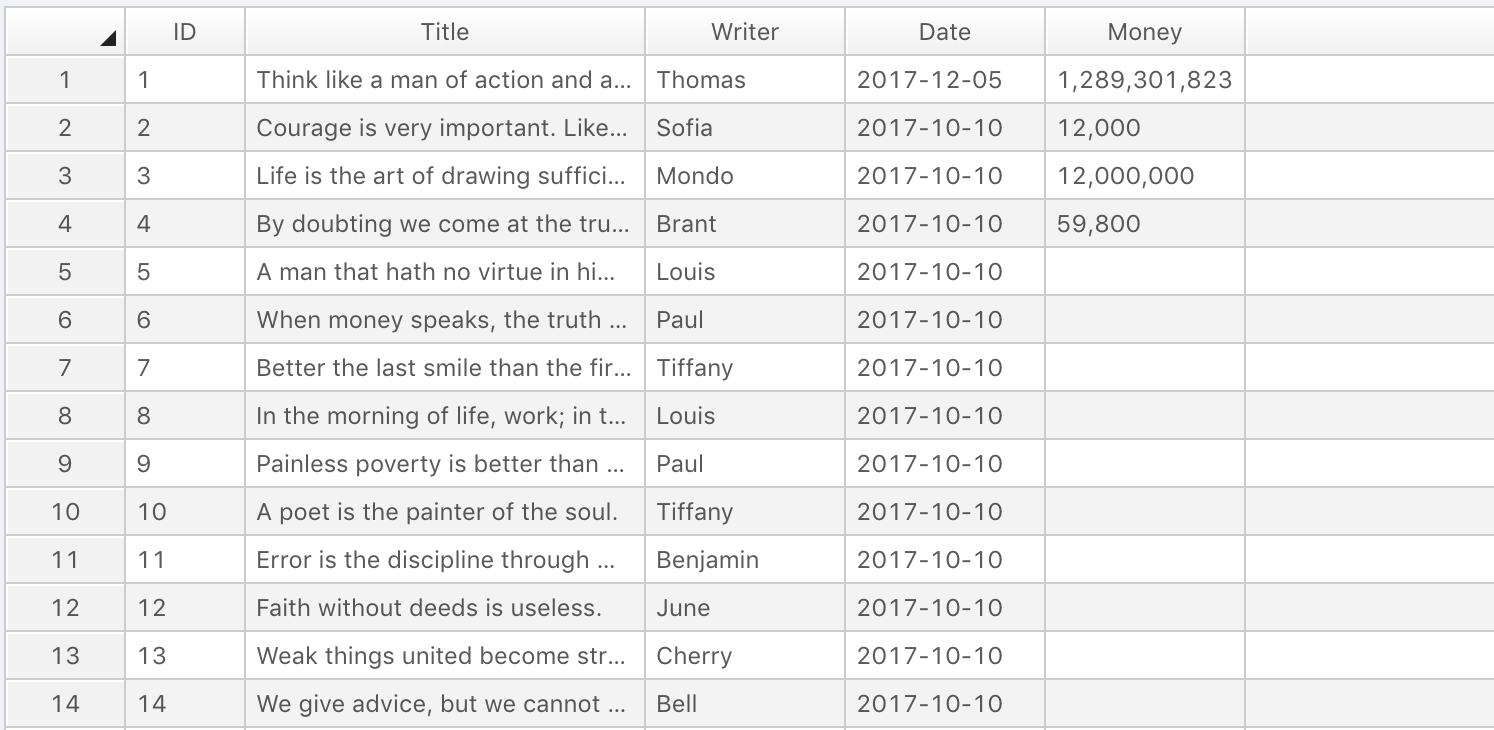 ID Title Writer Date Money
1 1 Think like a man of action and a... Thomas 2017-12-05 1,289,301,823
2 2 Courage is very important. Like... Sofia 2017-10-10 12,000
3 3 Life is the art of drawing suffici... Mondo 2017-10-10 12,000,000
4 4 By doubting we come at the tru... Brant 2017-10-10 59,800
5 5 A man that hath no virtue in hi... Louis 2017-10-10
6 6 When money speaks, the truth ... Paul 2017-10-10
7 7 Better the last smile than the fir... Tiffany 2017-10-10
8 8 In the morning of life, work; in t... Louis 2017-10-10
9 9 Painless poverty is better than ... Paul 2017-10-10
10 10 A poet is the painter of the soul. Tiffany 2017-10-10
11 11 Error is the discipline through ... Benjamin 2017-10-10
12 12 Faith without deeds is useless. June 2017-10-10
13 13 Weak things united become str... Cherry 2017-10-10
14 14 We give advice, but we cannot ... Bell 2017-10-10